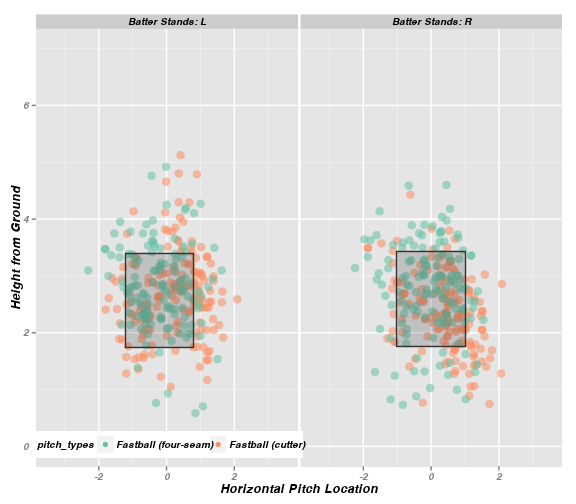 Batter Stands: L
Batter Stands: R
Height from Ground
6
4
2
0
pitch_types Fastball (four-seam) Fastball (cutter)
-2 0 2 -2 0 2
Horizontal Pitch Location